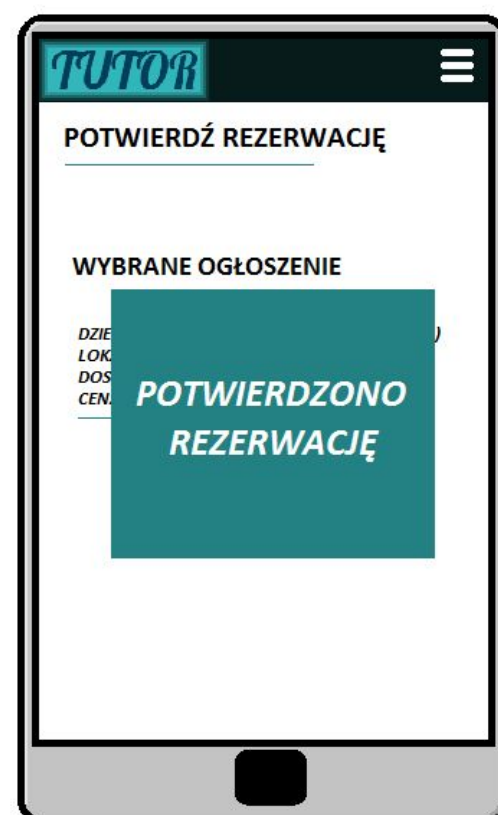 TUTOR
POTWIERDŹ REZERWACJĘ
WYBRANE OGŁOSZENIE
POTWIERDZONO
REZERWACJĘ